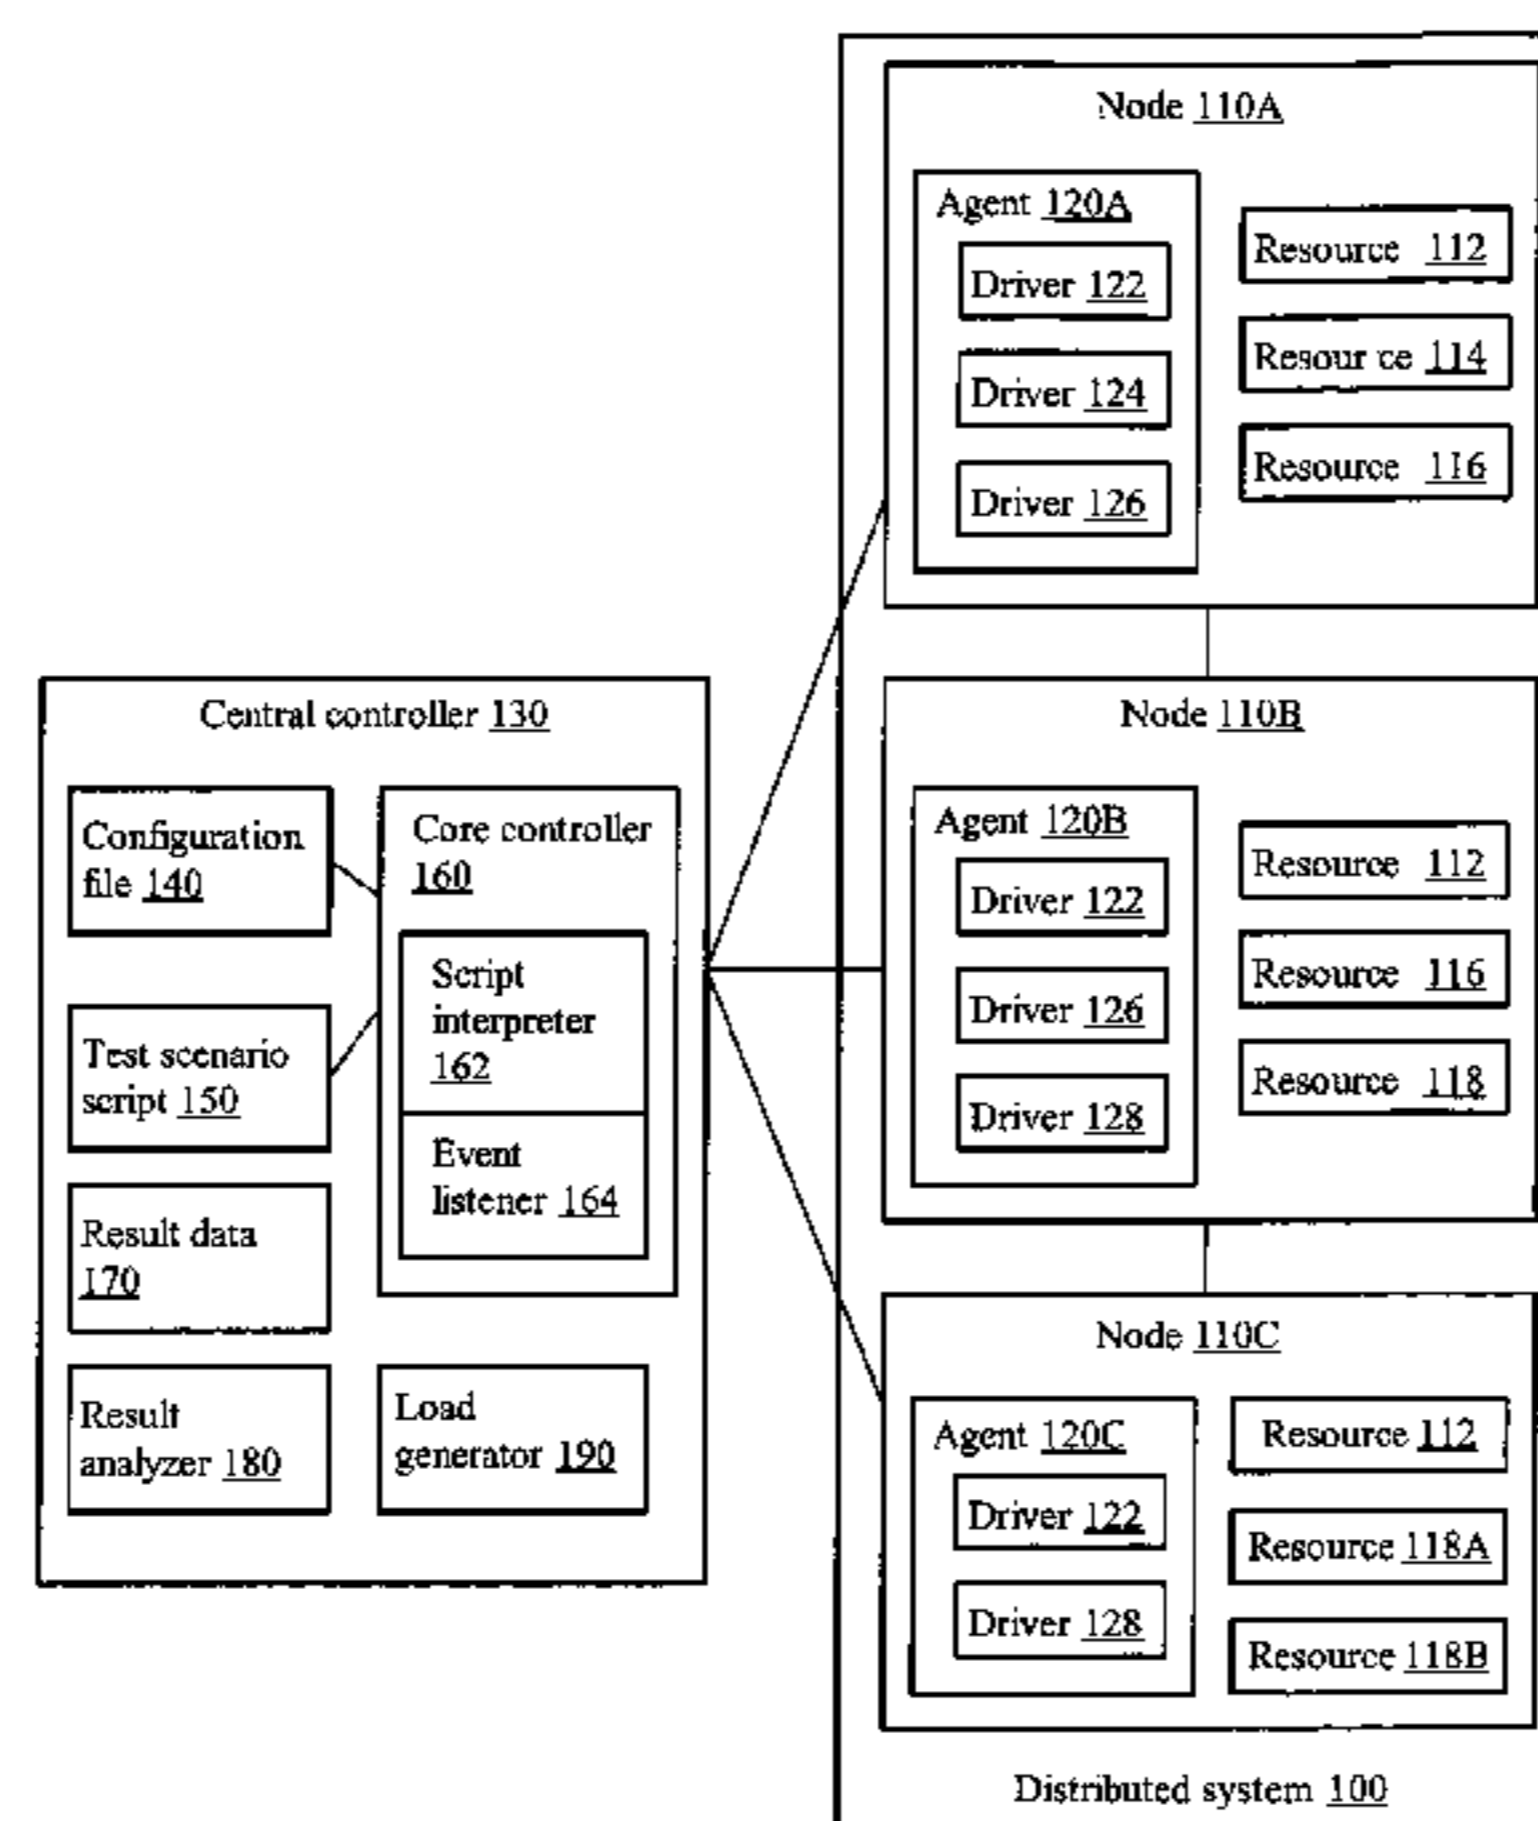 Node 110A
Agent 120A
Driver 122
Driver 124
Driver 126
Resource 112
Resource 114
Resource 116
Central controller 130
Configuration
file 140
Test scenario
script 150
Result data
170
Result
analyzer 180
Core controller
160
Script
interpreter
162
Event
listener 164
Load
generator 190
Node 110B
Agent 120B
Driver 122
Driver 126
Driver 128
Resource 112
Resource 116
Resource 118
Node 110C
Agent 120C
Driver 122
Driver 128
Resource 112
Resource 118A
Resource 118B
Distributed system 100